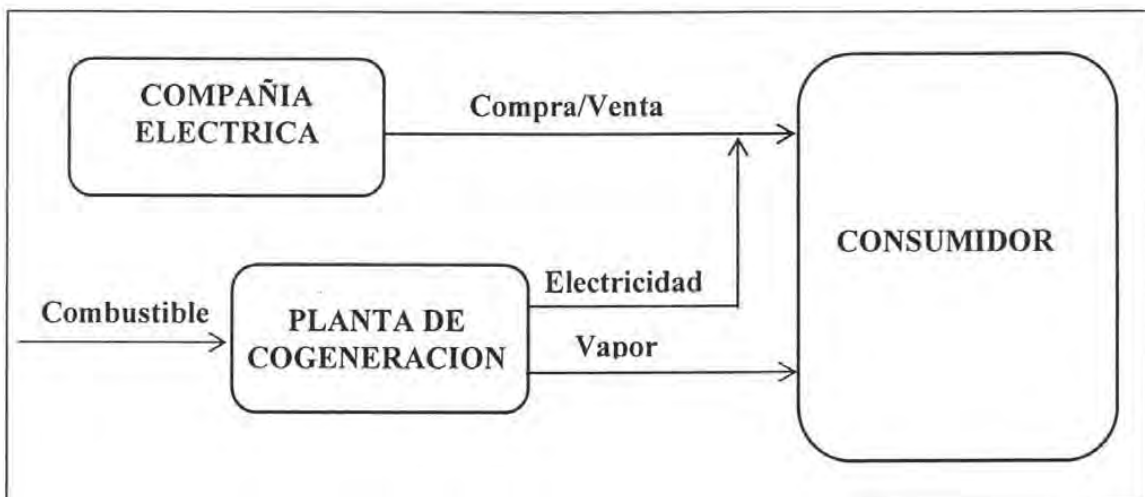 COMPAÑIA
ELECTRICA
Compra/Venta
CONSUMIDOR
Electricidad
Combustible
PLANTA DE
COGENERACION
Vapor